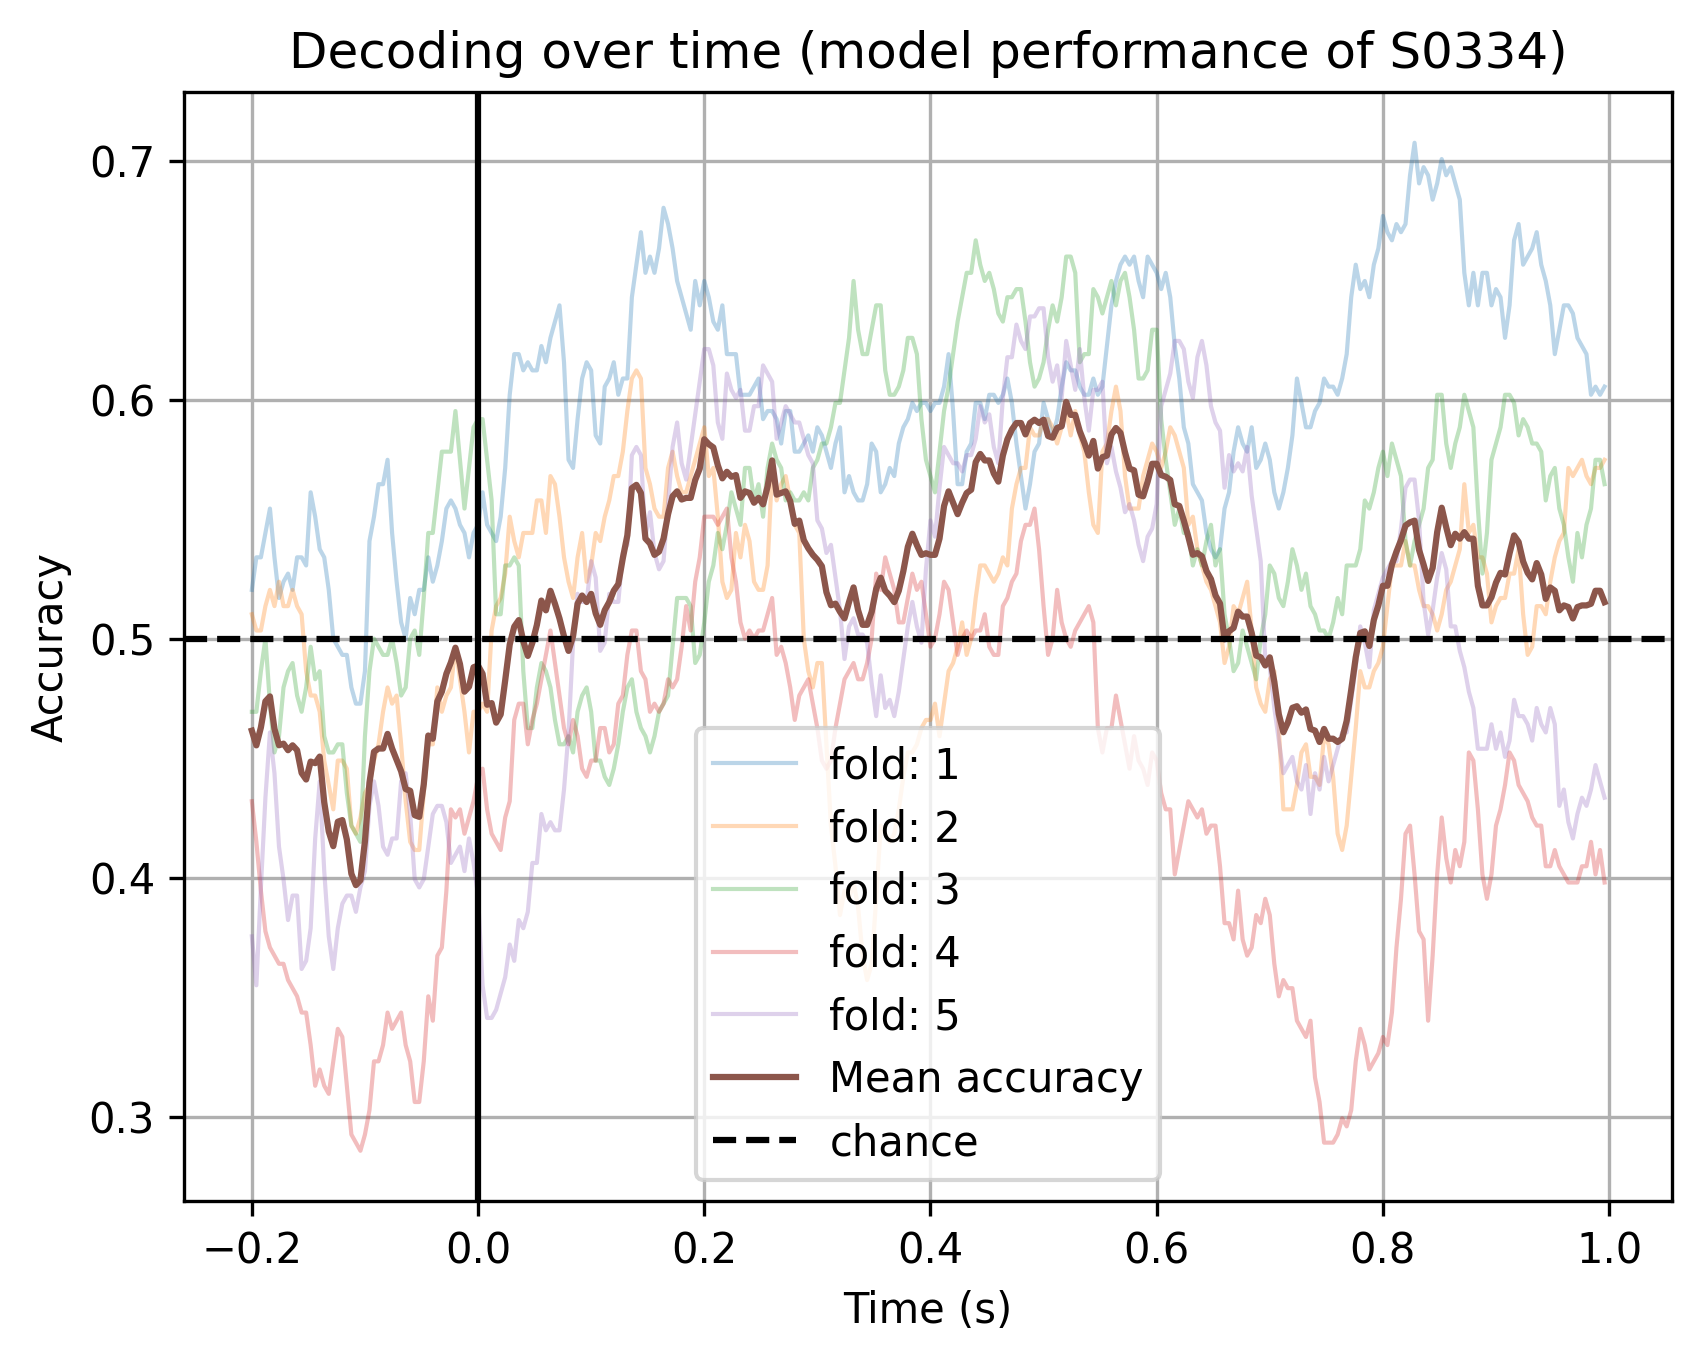 Decoding over time (model performance of S0334)
Accuracy
0.7
0.6
0.5
0.4
0.3
fold: 1
fold: 2
fold: 3
fold: 4
fold: 5
Mean accuracy
chance
−0.2 0.0 0.2 0.4 0.6 0.8 1.0
Time (s)